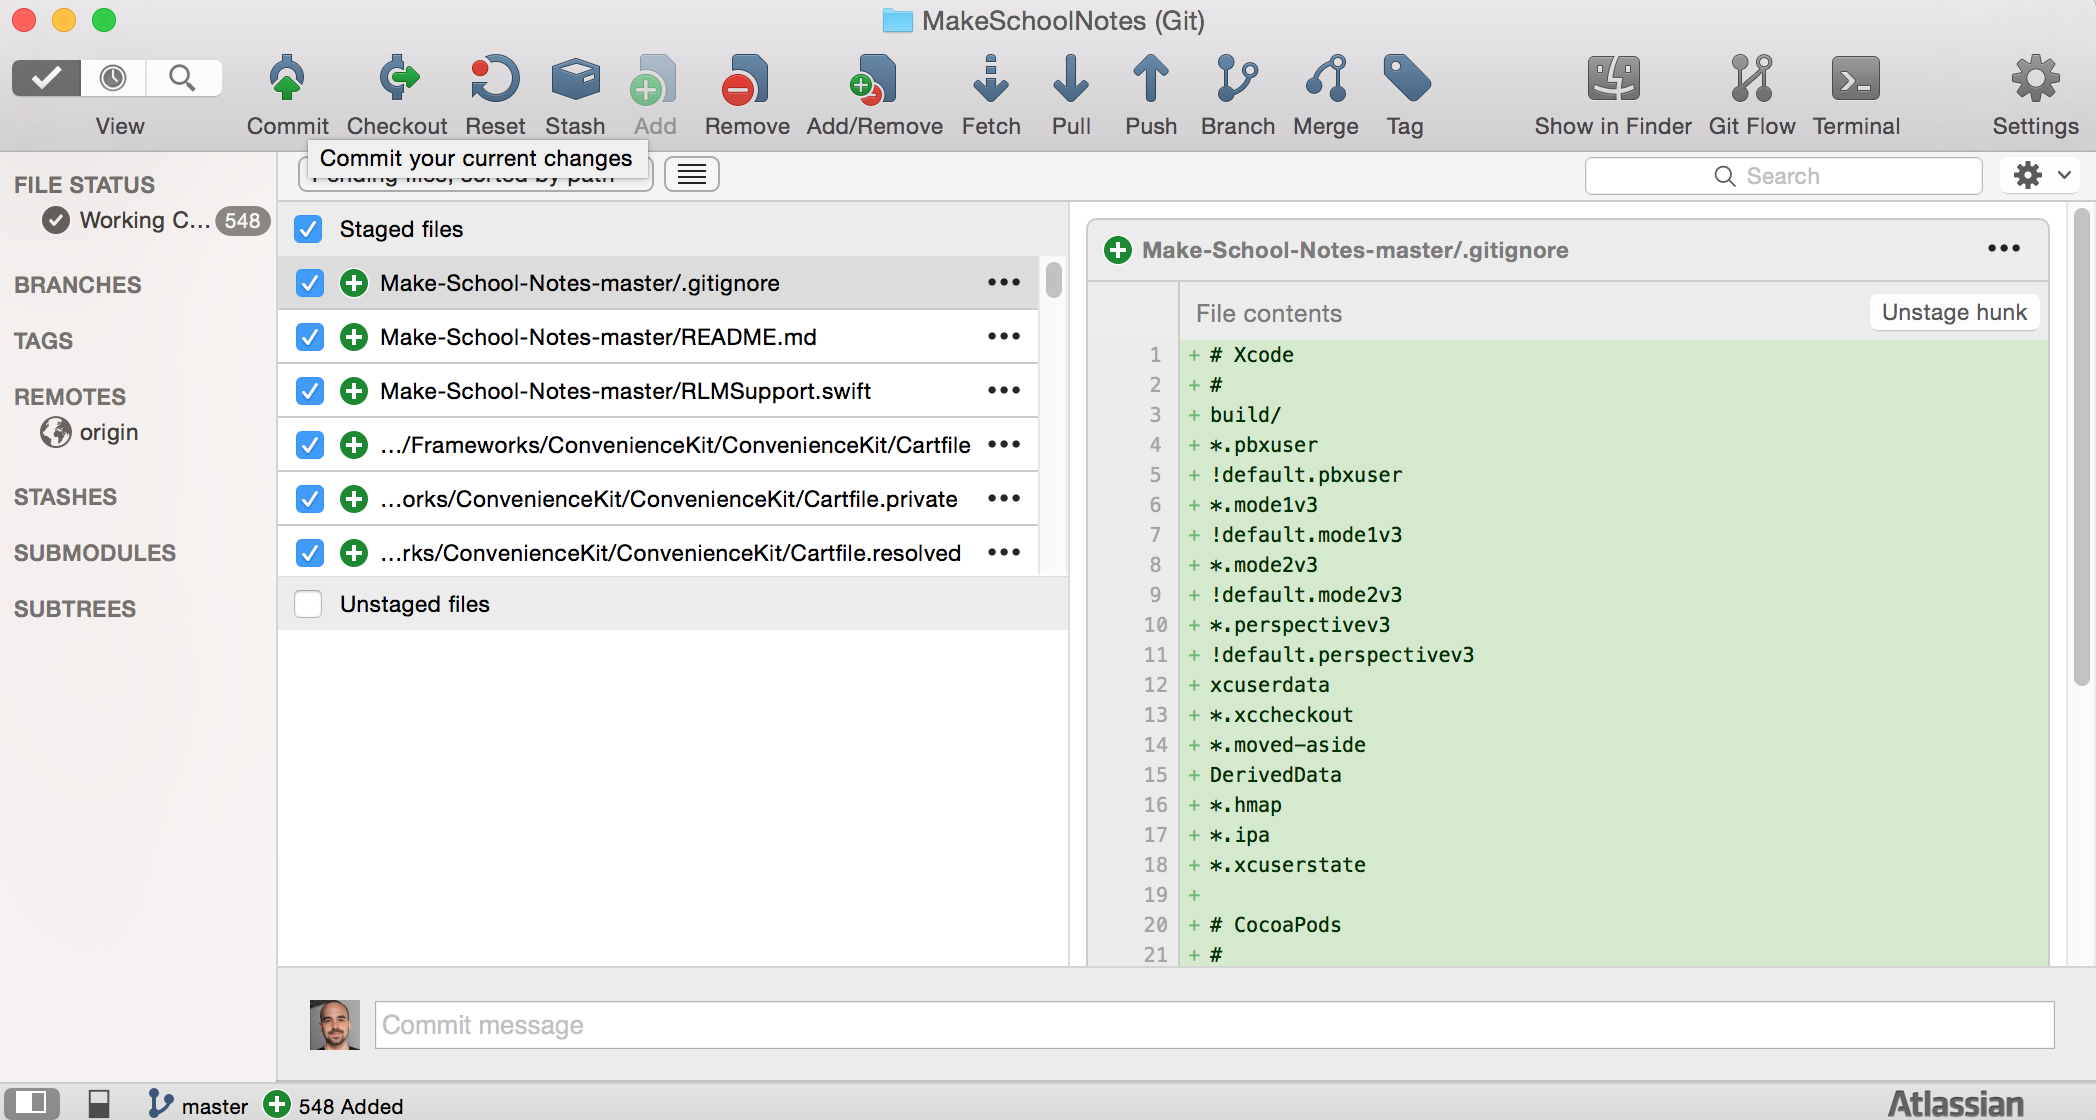 MakeSchoolNotes (Git)
View
Commit
Checkout
Reset
Stash
Add
Remove
Add/Remove
Fetch
Pull
Push
Branch
Merge
Tag
Show in Finder
Git Flow
Terminal
Settings
Commit your current changes
Pending files, sorted by path
Search
FILE STATUS
Working C... 548
BRANCHES
TAGS
REMOTES
origin
STASHES
SUBMODULES
SUBTREES
Staged files
Make-School-Notes-master/.gitignore
Make-School-Notes-master/README.md
Make-School-Notes-master/RLMSupport.swift
.../Frameworks/ConvenienceKit/ConvenienceKit/Cartfile
...orks/ConvenienceKit/ConvenienceKit/Cartfile.private
...rks/ConvenienceKit/ConvenienceKit/Cartfile.resolved
Unstaged files
Make-School-Notes-master/.gitignore
File contents
Unstage hunk
1 + # Xcode
2 + #
3 + build/
4 + *.pbxuser
5 + !default.pbxuser
6 + *.mode1v3
7 + !default.mode1v3
8 + *.mode2v3
9 + !default.mode2v3
10 + *.perspectivev3
11 + !default.perspectivev3
12 + xcuserdata
13 + *.xccheckout
14 + *.moved-aside
15 + DerivedData
16 + *.hmap
17 + *.ipa
18 + *.xcuserstate
19 +
20 + # CocoaPods
21 + #
Commit message
master
548 Added
Atlassian